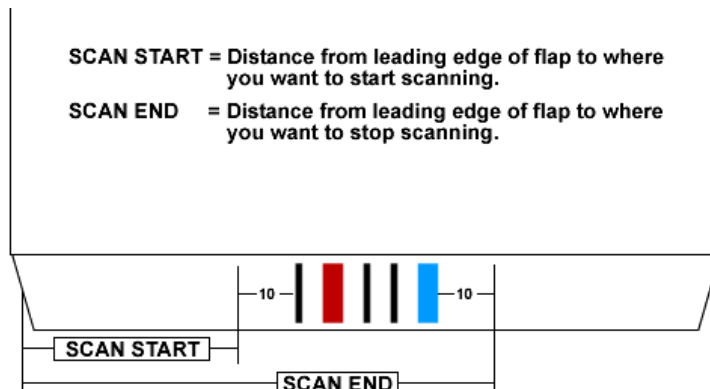 SCAN START = Distance from leading edge of flap to where
you want to start scanning.
SCAN END = Distance from leading edge of flap to where
you want to stop scanning.
10 10
SCAN START
SCAN END